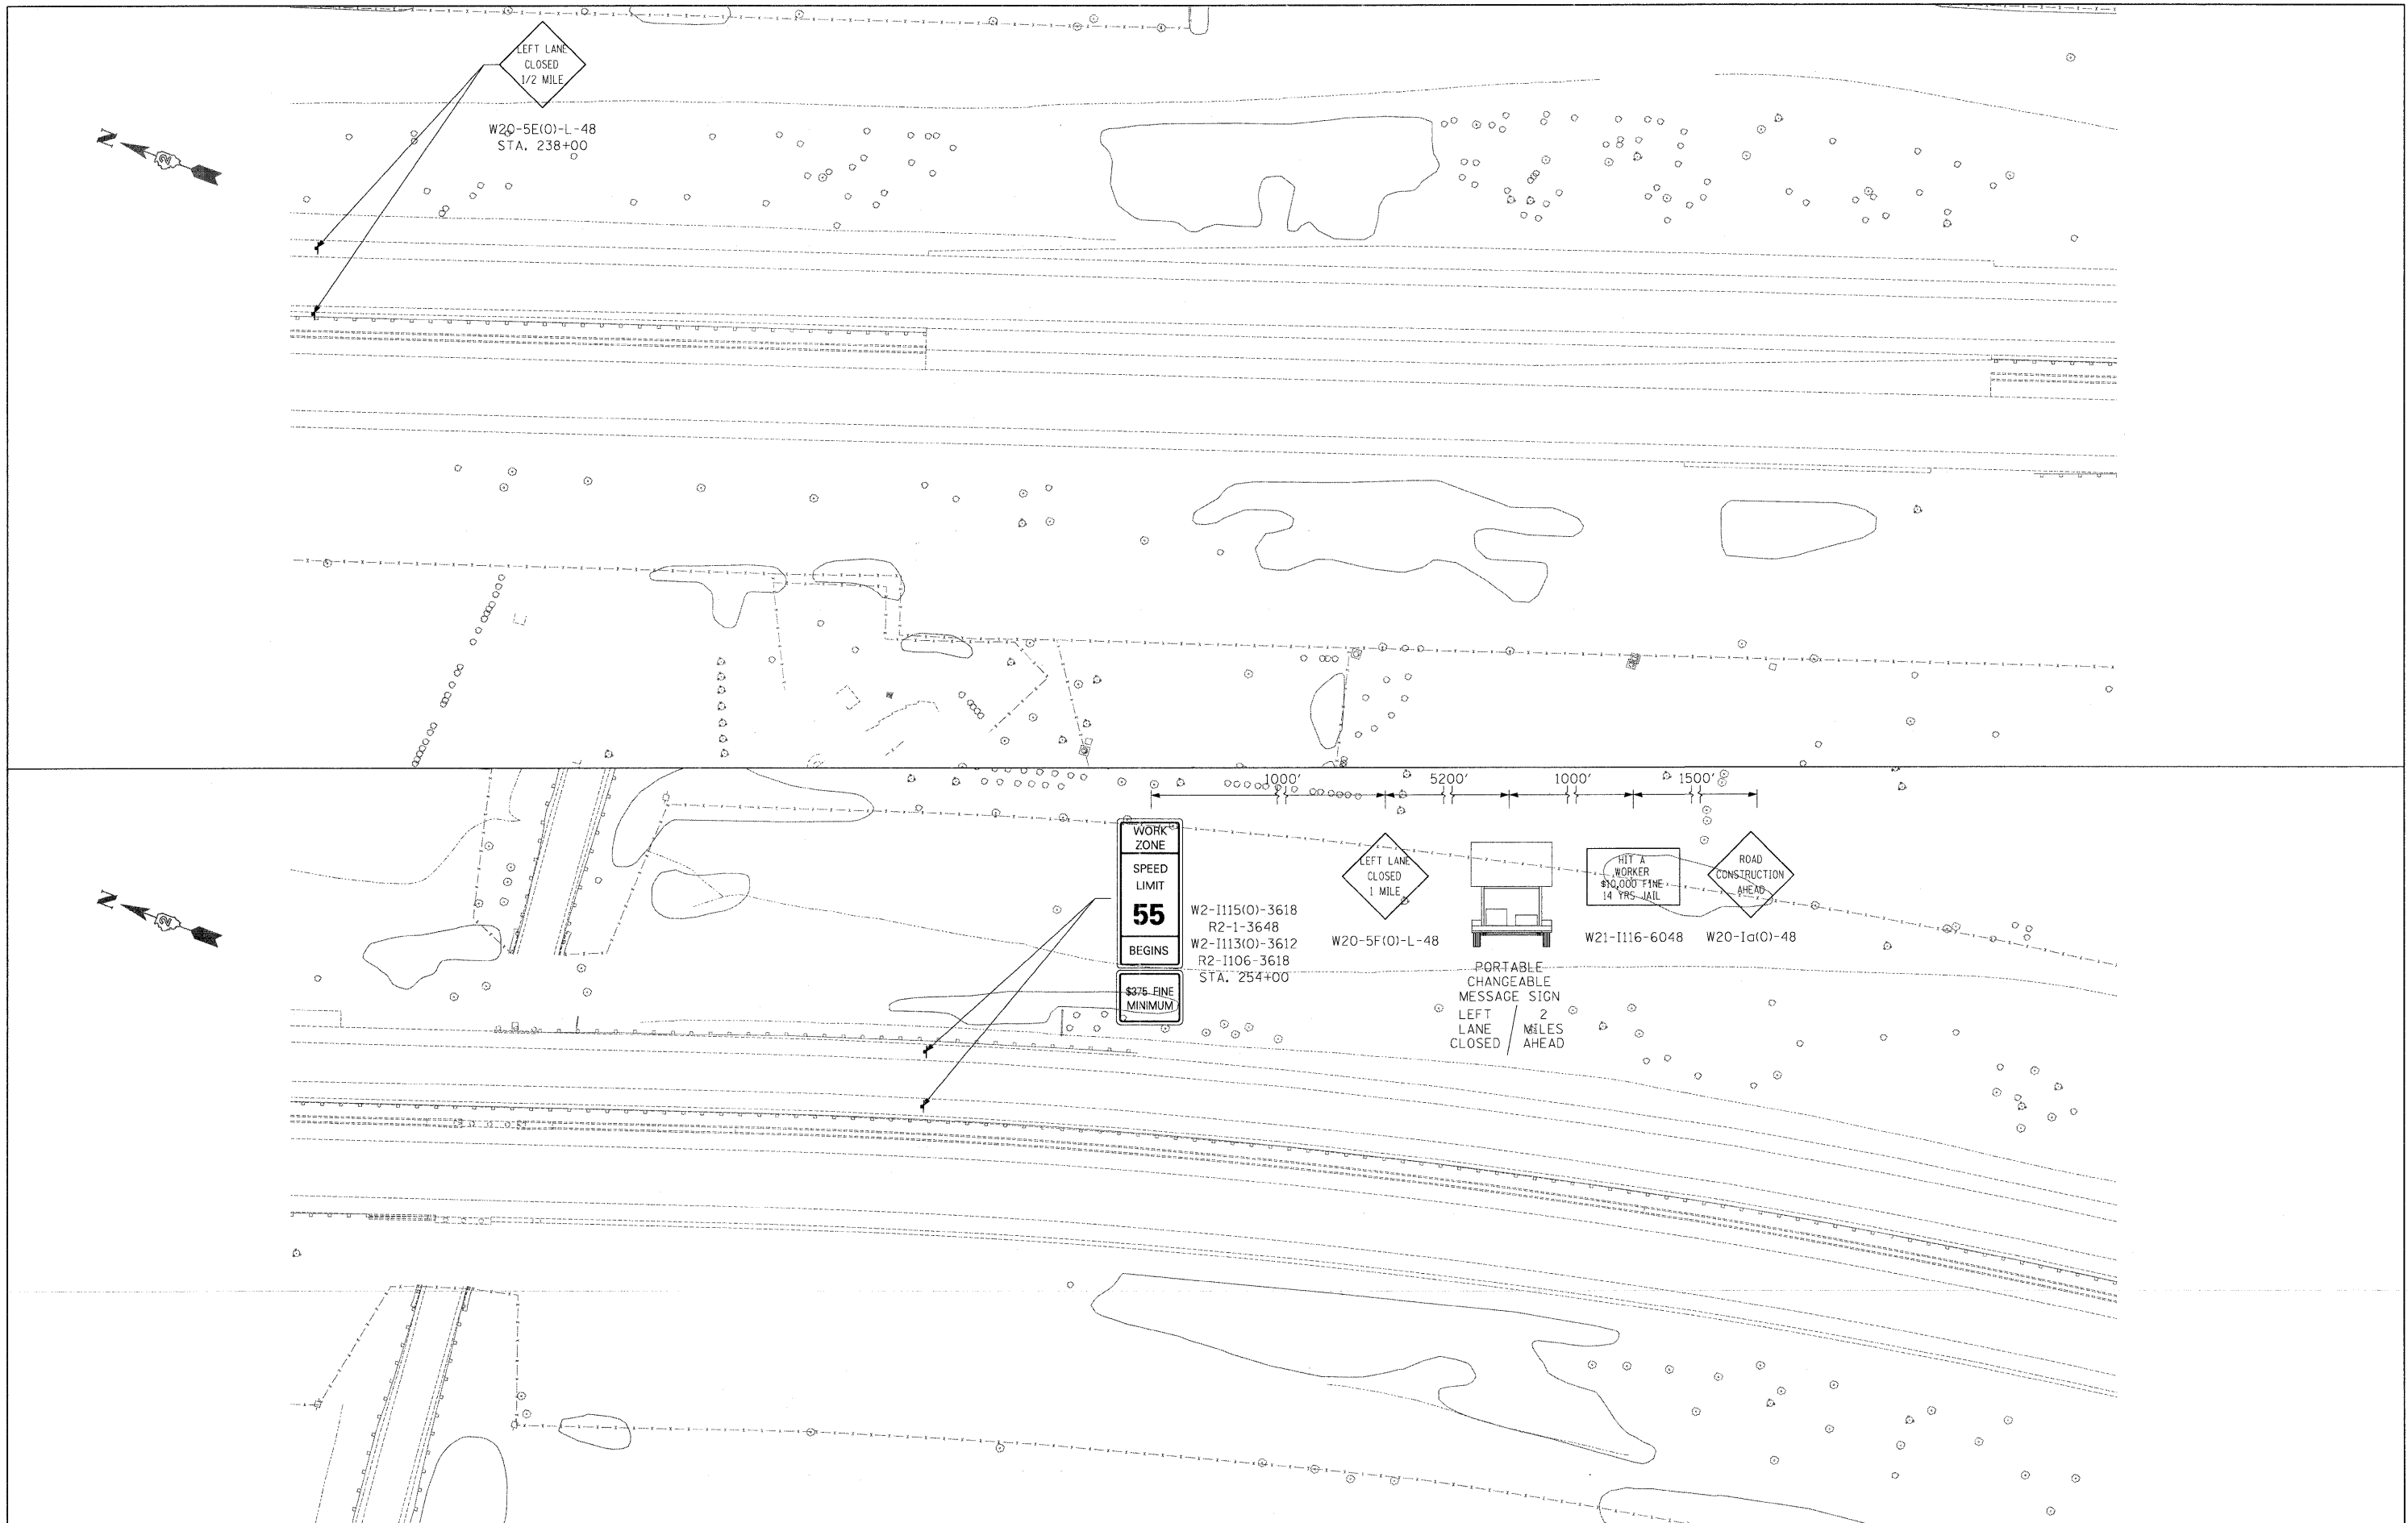 LEFT LANE
CLOSED
1/2 MILE
W20-5E(O)-L-48
STA. 238+00
N
2
1000'
5200'
1000'
1500'
WORK
ZONE
SPEED
LIMIT
55
BEGINS
$375 FINE
MINIMUM
W2-I115(O)-3618
R2-1-3648
W2-I113(O)-3612
R2-I106-3618
STA. 254+00
LEFT LANE
CLOSED
1 MILE
W20-5F(O)-L-48
PORTABLE
CHANGEABLE
MESSAGE SIGN
LEFT / 2
LANE / MILES
CLOSED / AHEAD
HIT A
WORKER
$10,000 FINE
14 YRS JAIL
W21-I116-6048
ROAD
CONSTRUCTION
AHEAD
W20-Ia(O)-48
N
2